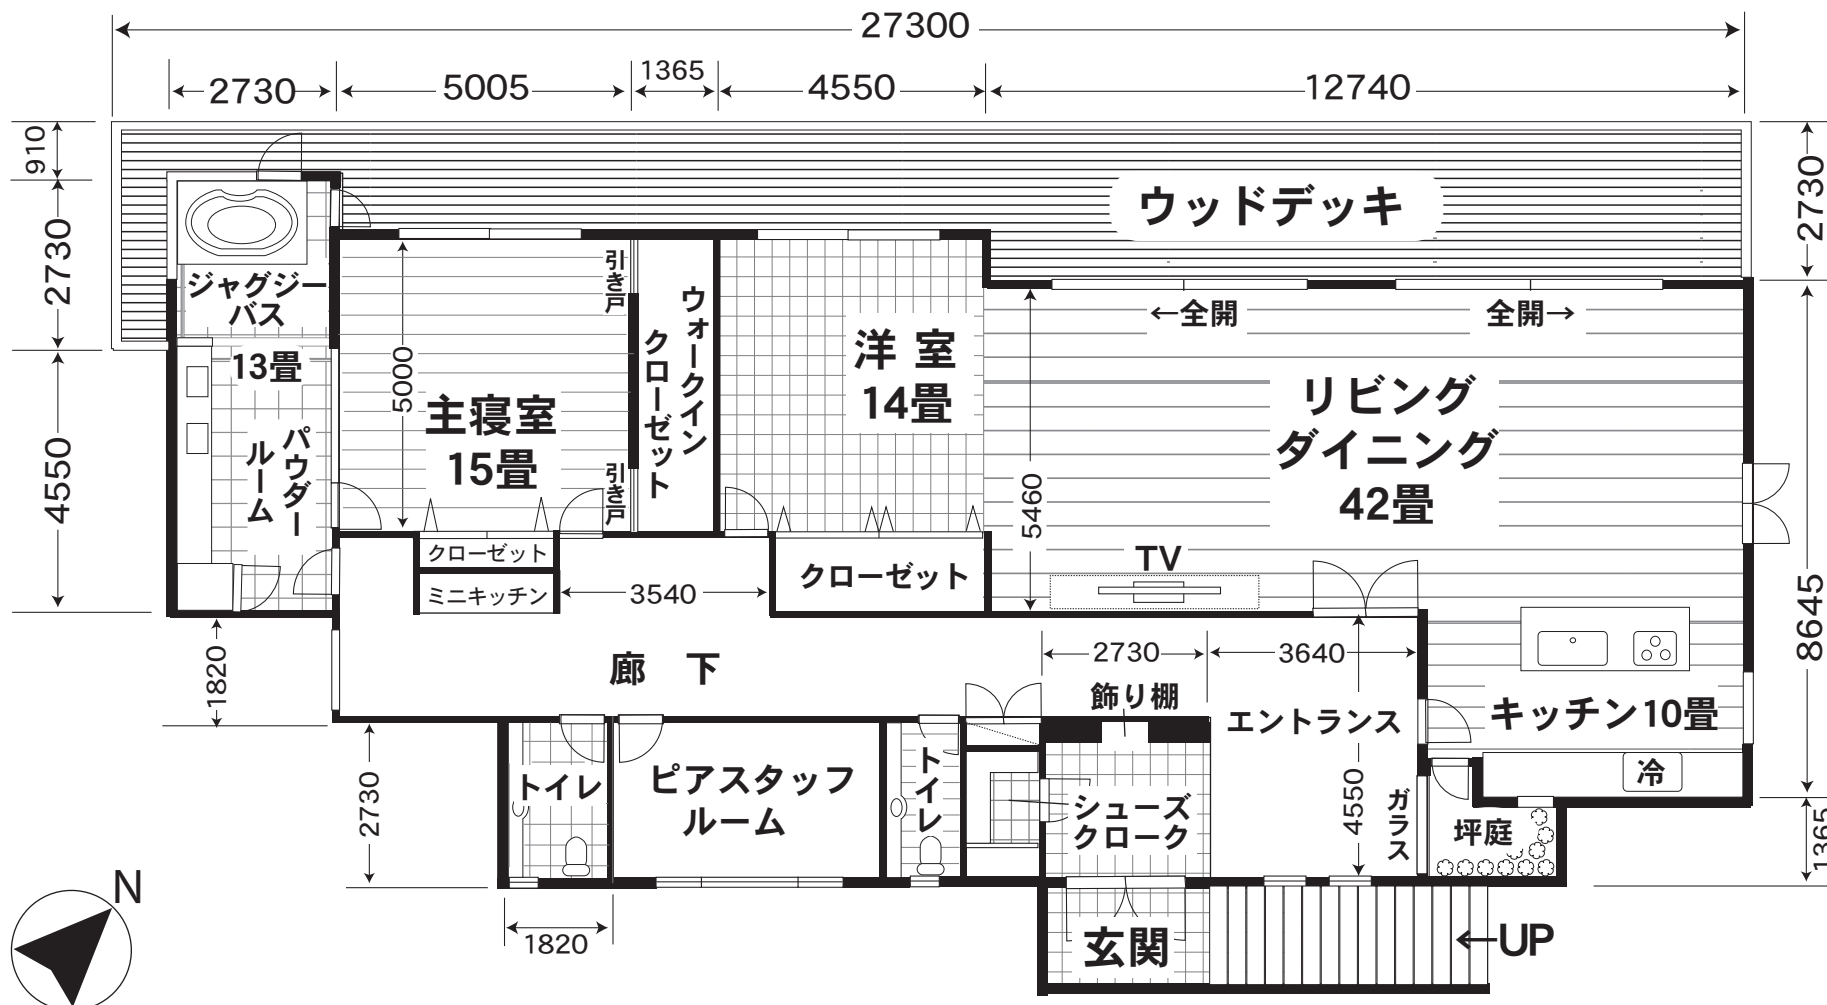 27300
2730
5005
1365
4550
12740
910
2730
4550
1820
2730
8645
1365
ウッドデッキ
ジャグジー
バス
13畳
パウダー
ルーム
5000
主寝室
15畳
引き戸
引き戸
ウォークイン
クローゼット
洋室
14畳
←全開
全開→
リビング
ダイニング
42畳
5460
TV
クローゼット
ミニキッチン
3540
クローゼット
廊下
2730
3640
飾り棚
エントランス
キッチン10畳
冷
2730
トイレ
ピアスタッフ
ルーム
トイレ
シューズ
クローク
4550
ガラス
坪庭
1820
玄関
←UP
N